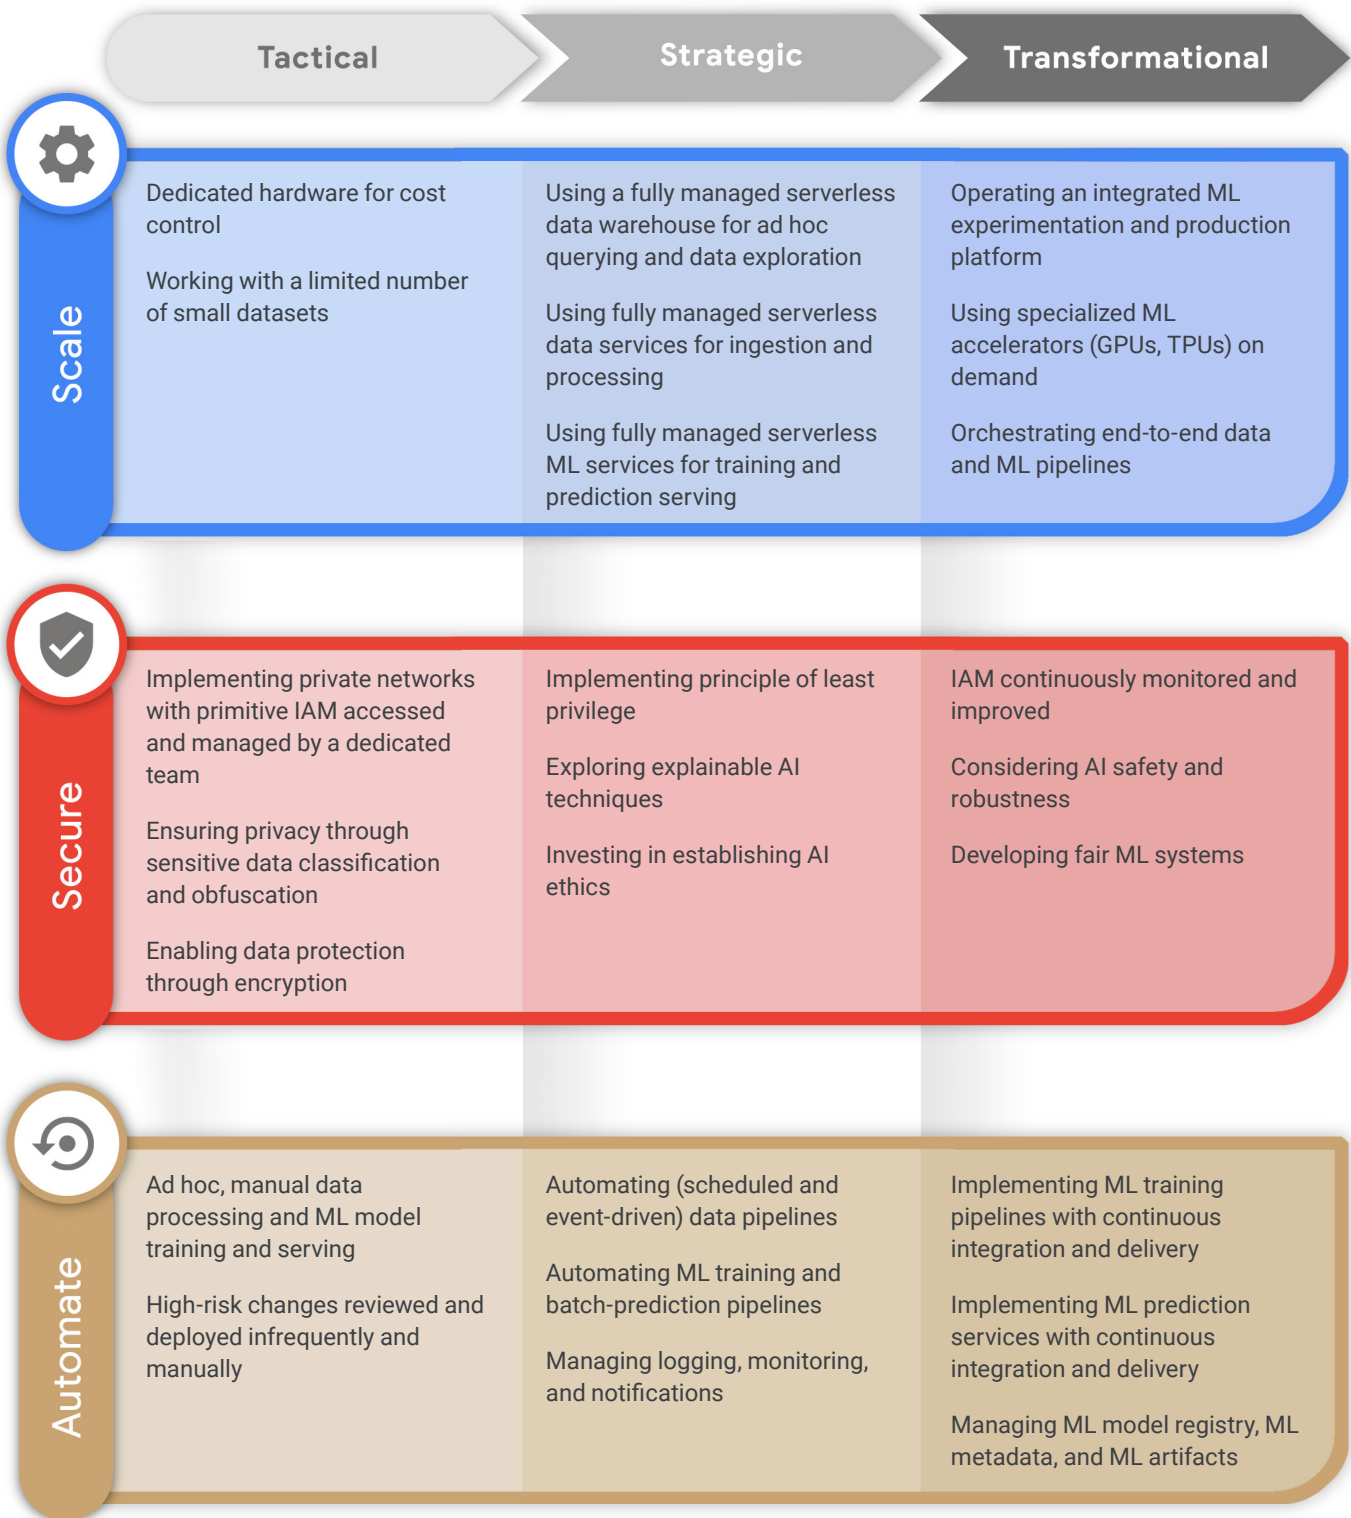 Tactical
Strategic
Transformational
Scale
Dedicated hardware for cost
control
Working with a limited number
of small datasets
Using a fully managed serverless
data warehouse for ad hoc
querying and data exploration
Using fully managed serverless
data services for ingestion and
processing
Using fully managed serverless
ML services for training and
prediction serving
Operating an integrated ML
experimentation and production
platform
Using specialized ML
accelerators (GPUs, TPUs) on
demand
Orchestrating end-to-end data
and ML pipelines
Secure
Implementing private networks
with primitive IAM accessed
and managed by a dedicated
team
Ensuring privacy through
sensitive data classification
and obfuscation
Enabling data protection
through encryption
Implementing principle of least
privilege
Exploring explainable AI
techniques
Investing in establishing AI
ethics
IAM continuously monitored and
improved
Considering AI safety and
robustness
Developing fair ML systems
Automate
Ad hoc, manual data
processing and ML model
training and serving
High-risk changes reviewed and
deployed infrequently and
manually
Automating (scheduled and
event-driven) data pipelines
Automating ML training and
batch-prediction pipelines
Managing logging, monitoring,
and notifications
Implementing ML training
pipelines with continuous
integration and delivery
Implementing ML prediction
services with continuous
integration and delivery
Managing ML model registry, ML
metadata, and ML artifacts